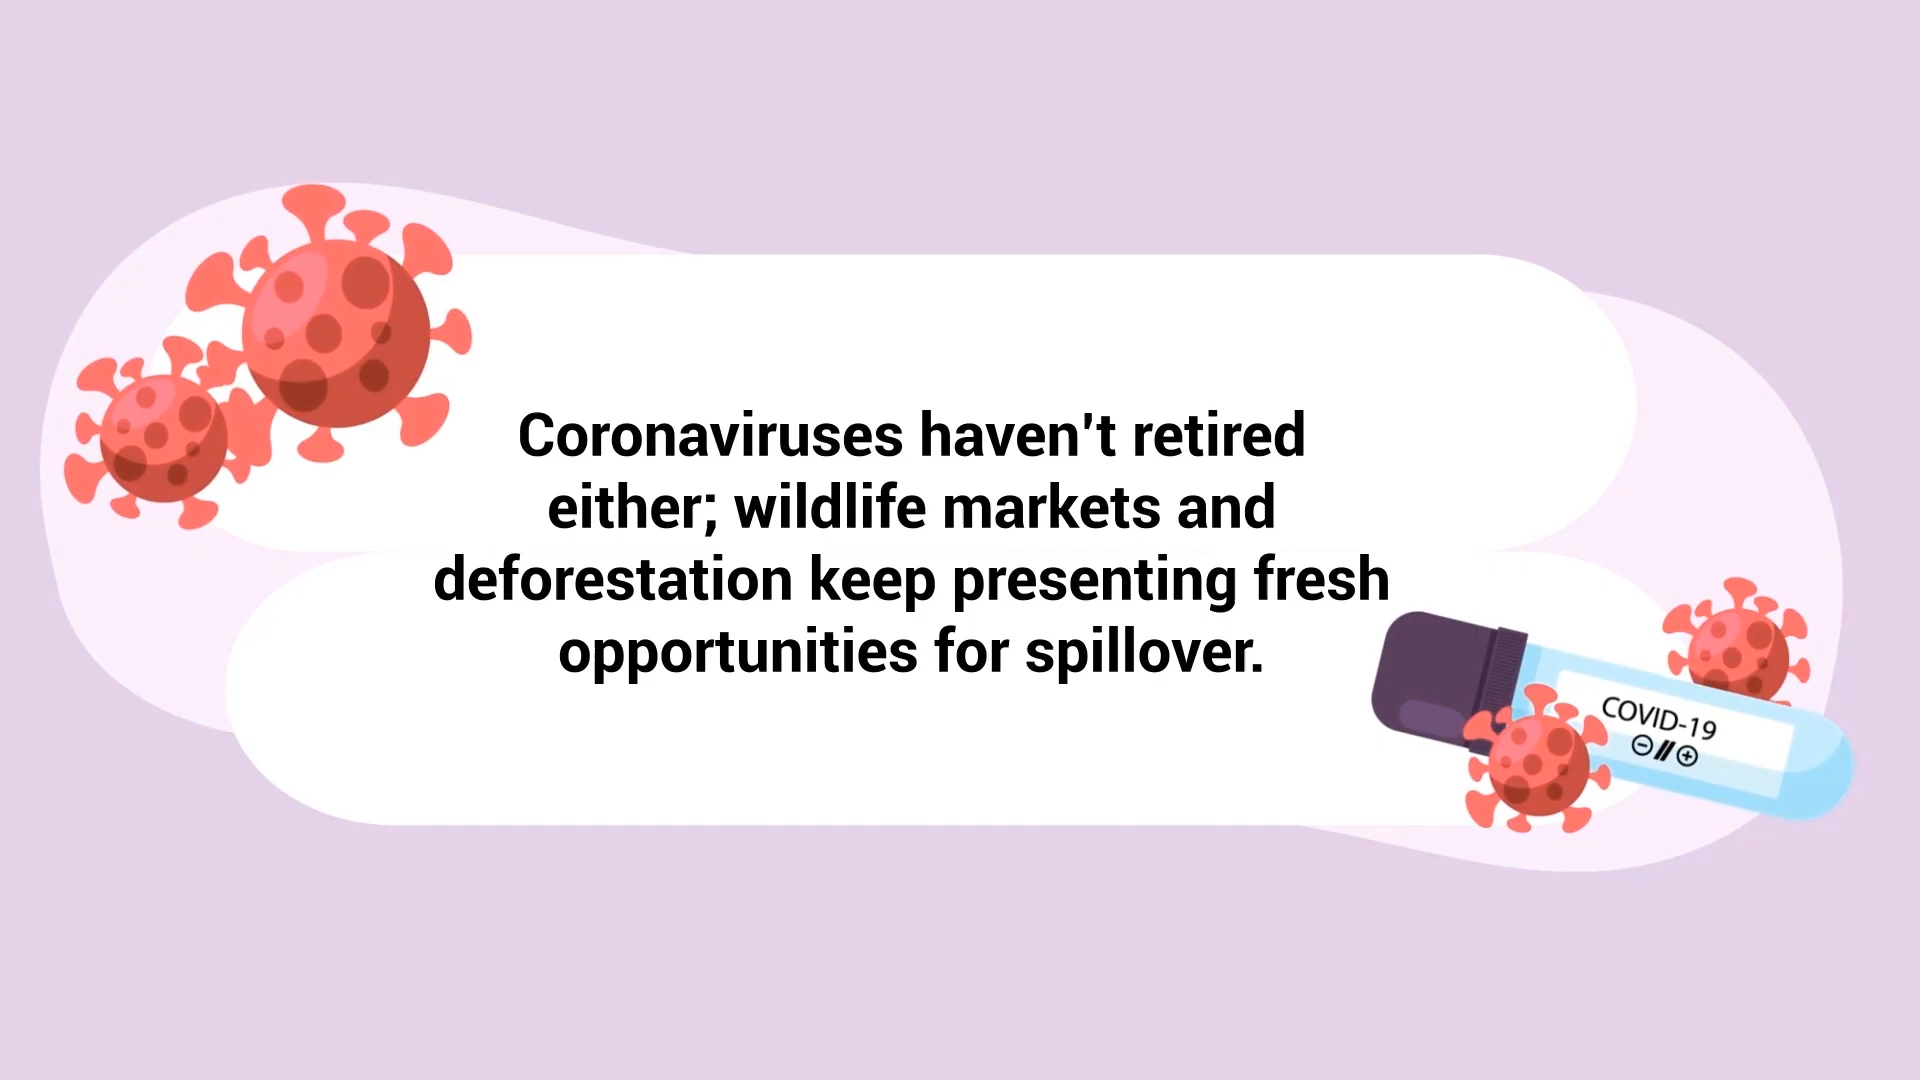 Coronaviruses haven't retired
either; wildlife markets and
deforestation keep presenting fresh
opportunities for spillover.
COVID-19
⊖//⊕